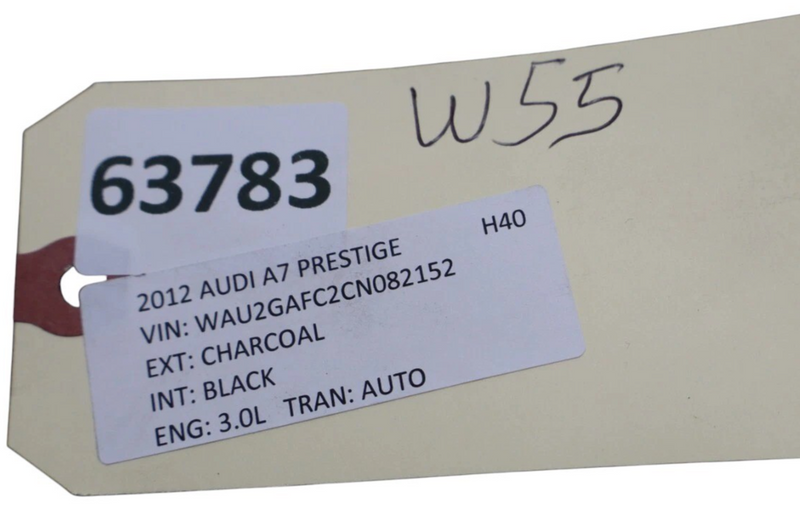 W55
63783
H40
2012 AUDI A7 PRESTIGE
VIN: WAU2GAFC2CN082152
EXT: CHARCOAL
INT: BLACK
ENG: 3.0L TRAN: AUTO